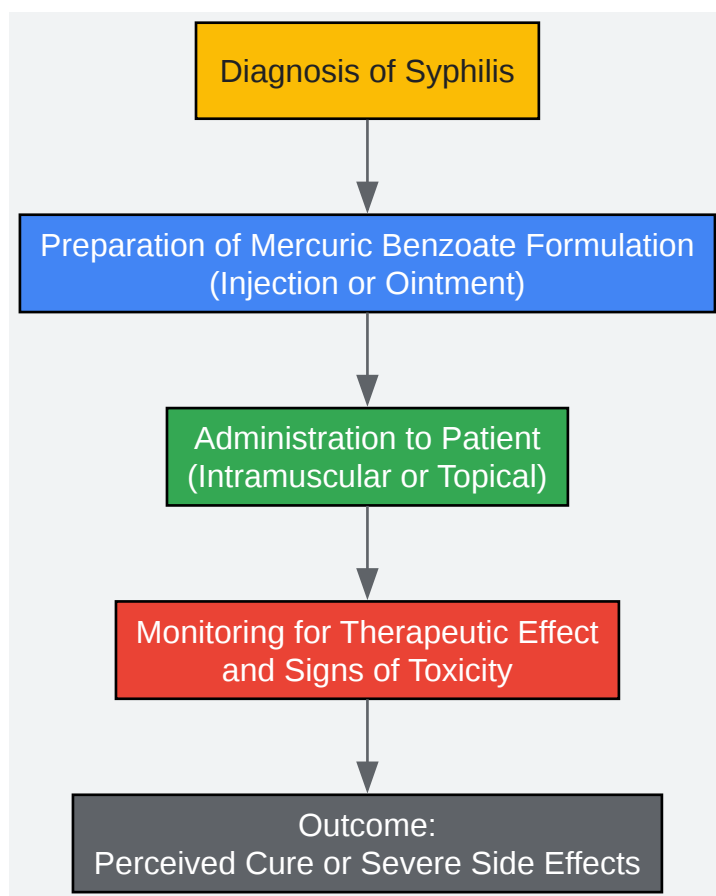 Diagnosis of Syphilis
Preparation of Mercuric Benzoate Formulation
(Injection or Ointment)
Administration to Patient
(Intramuscular or Topical)
Monitoring for Therapeutic Effect
and Signs of Toxicity
Outcome:
Perceived Cure or Severe Side Effects